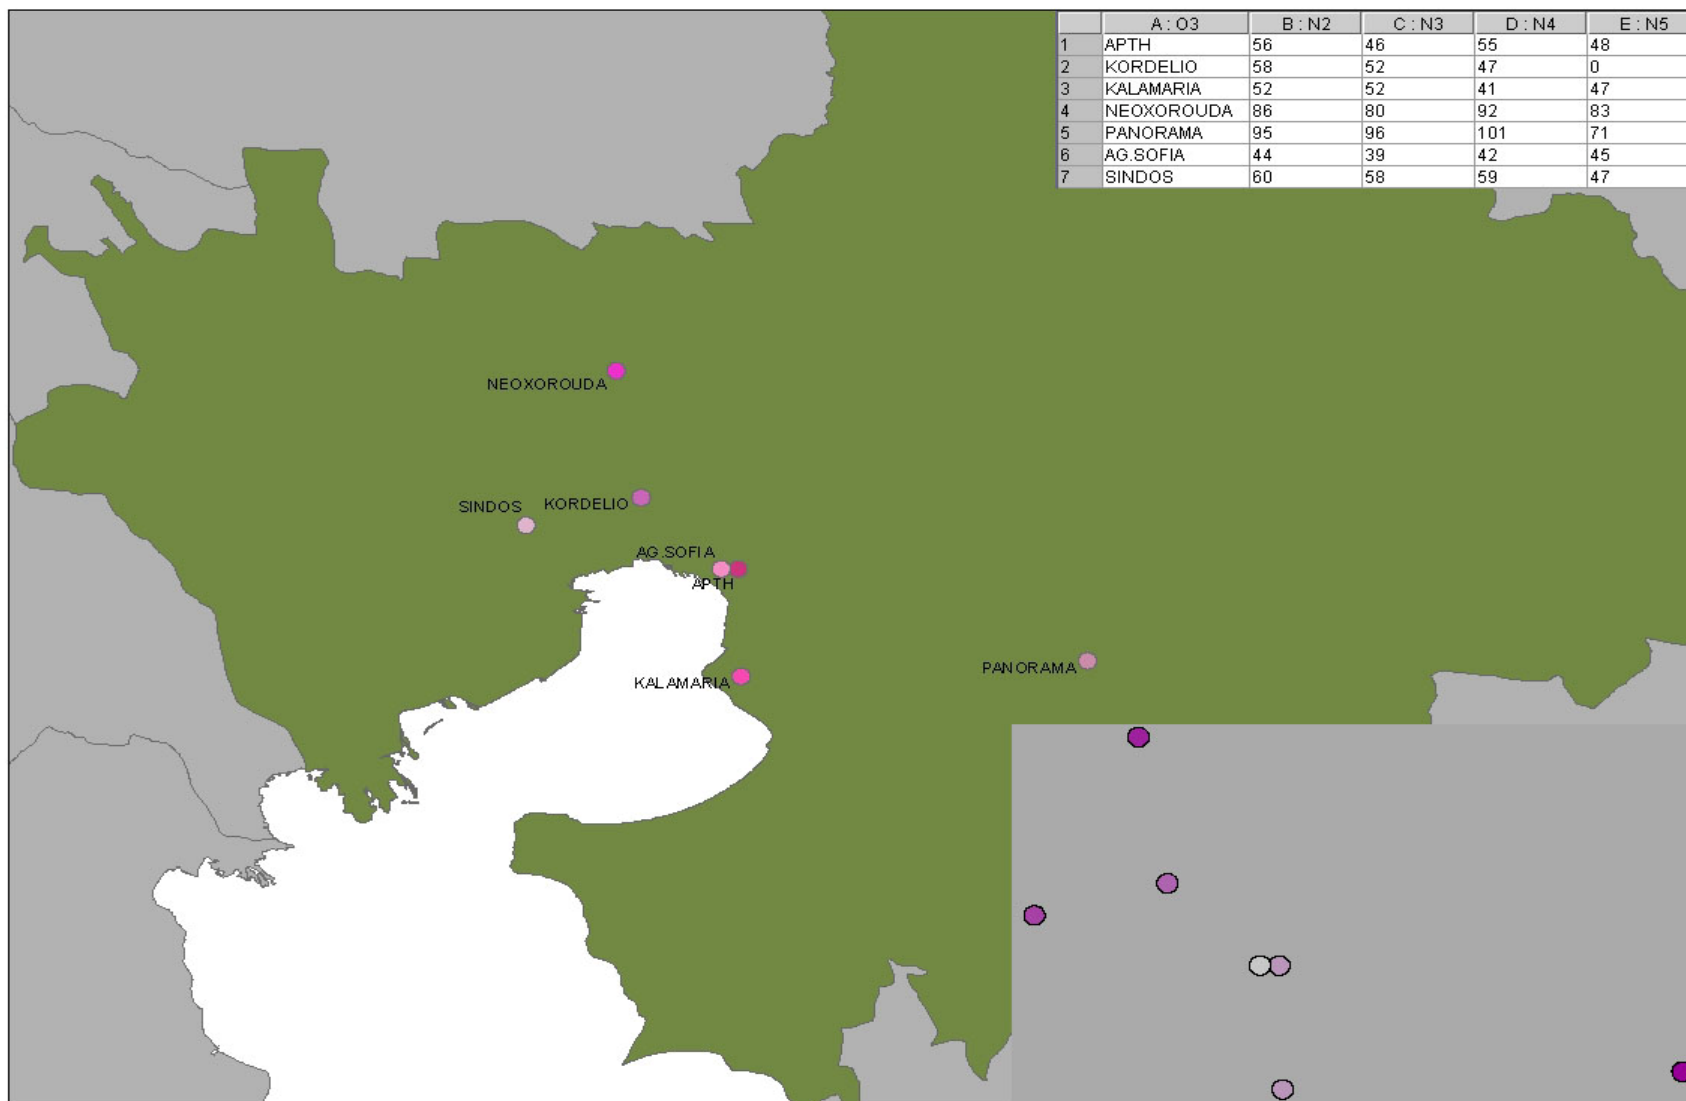 A : O3 B : N2 C : N3 D : N4 E : N5
1 APTH 56 46 55 48
2 KORDELIO 58 52 47 0
3 KALAMARIA 52 52 41 47
4 NEOXOROUDA 86 80 92 83
5 PANORAMA 95 96 101 71
6 AG.SOFIA 44 39 42 45
7 SINDOS 60 58 59 47
NEOXOROUDA
SINDOS KORDELIO
AG.SOFIA
APTH
PANORAMA
KALAMARIA